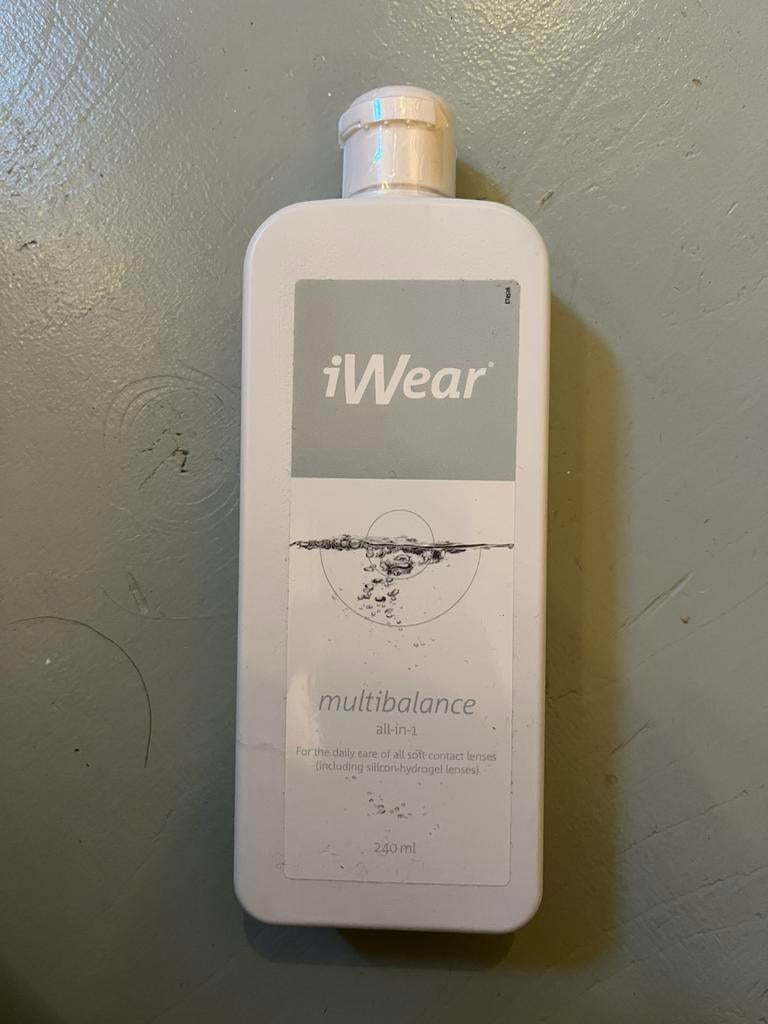 iWear®
multibalance
all-in-1
For the daily care of all soft contact lenses
(including silicon-hydrogel lenses)
240 ml